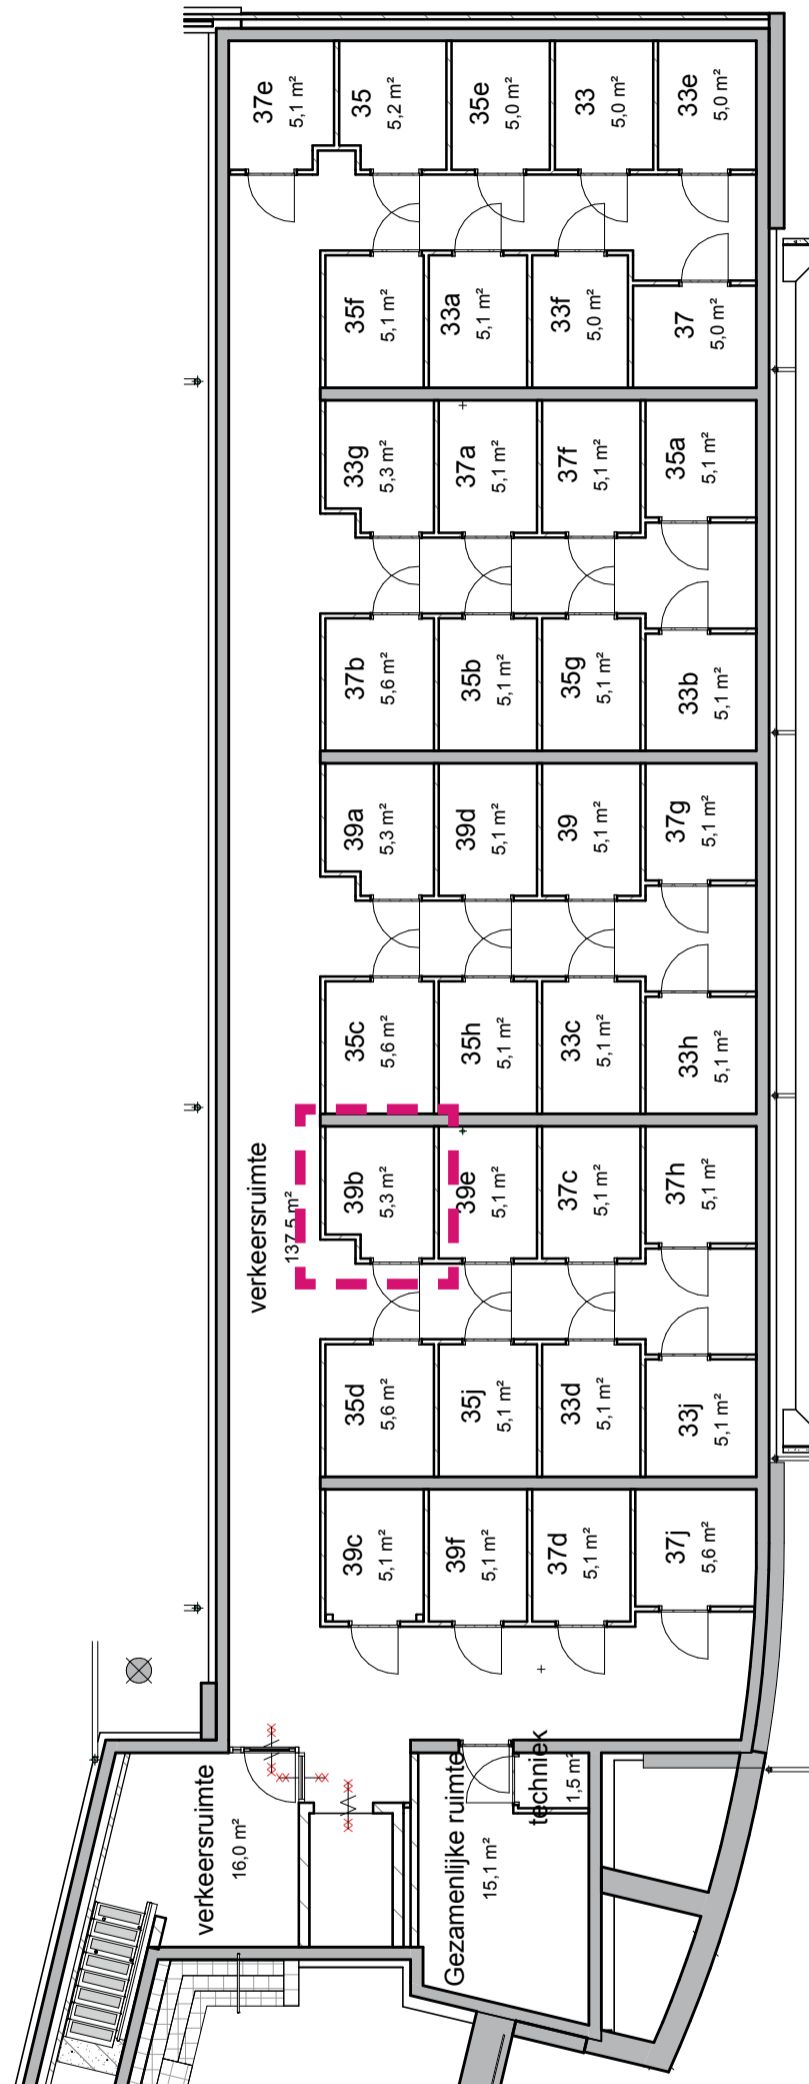 37e
5,1 m²
35
5,2 m²
35e
5,0 m²
33
5,0 m²
33e
5,0 m²
35f
5,1 m²
33a
5,1 m²
33f
5,0 m²
37
5,0 m²
33g
5,3 m²
37a
5,1 m²
37f
5,1 m²
35a
5,1 m²
37b
5,6 m²
35b
5,1 m²
35g
5,1 m²
33b
5,1 m²
39a
5,3 m²
39d
5,1 m²
39
5,1 m²
37g
5,1 m²
35c
5,6 m²
35h
5,1 m²
33c
5,1 m²
33h
5,1 m²
verkeersruimte
137,5 m²
39b
5,3 m²
39e
5,1 m²
37c
5,1 m²
37h
5,1 m²
35d
5,6 m²
35j
5,1 m²
33d
5,1 m²
33j
5,1 m²
39c
5,1 m²
39f
5,1 m²
37d
5,1 m²
37j
5,6 m²
verkeersruimte
16,0 m²
Gezamenlijke ruimte
15,1 m²
techniek
1,5 m²